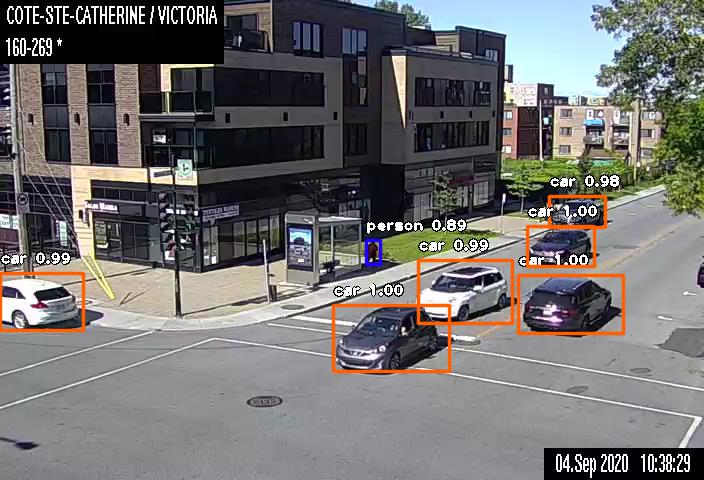 COTE-STE-CATHERINE / VICTORIA
160-269 *
car 0.98
car 1.00
person 0.89
car 0.99
car 0.99
car 1.00
car 1.00
04.Sep 2020 10:38:29